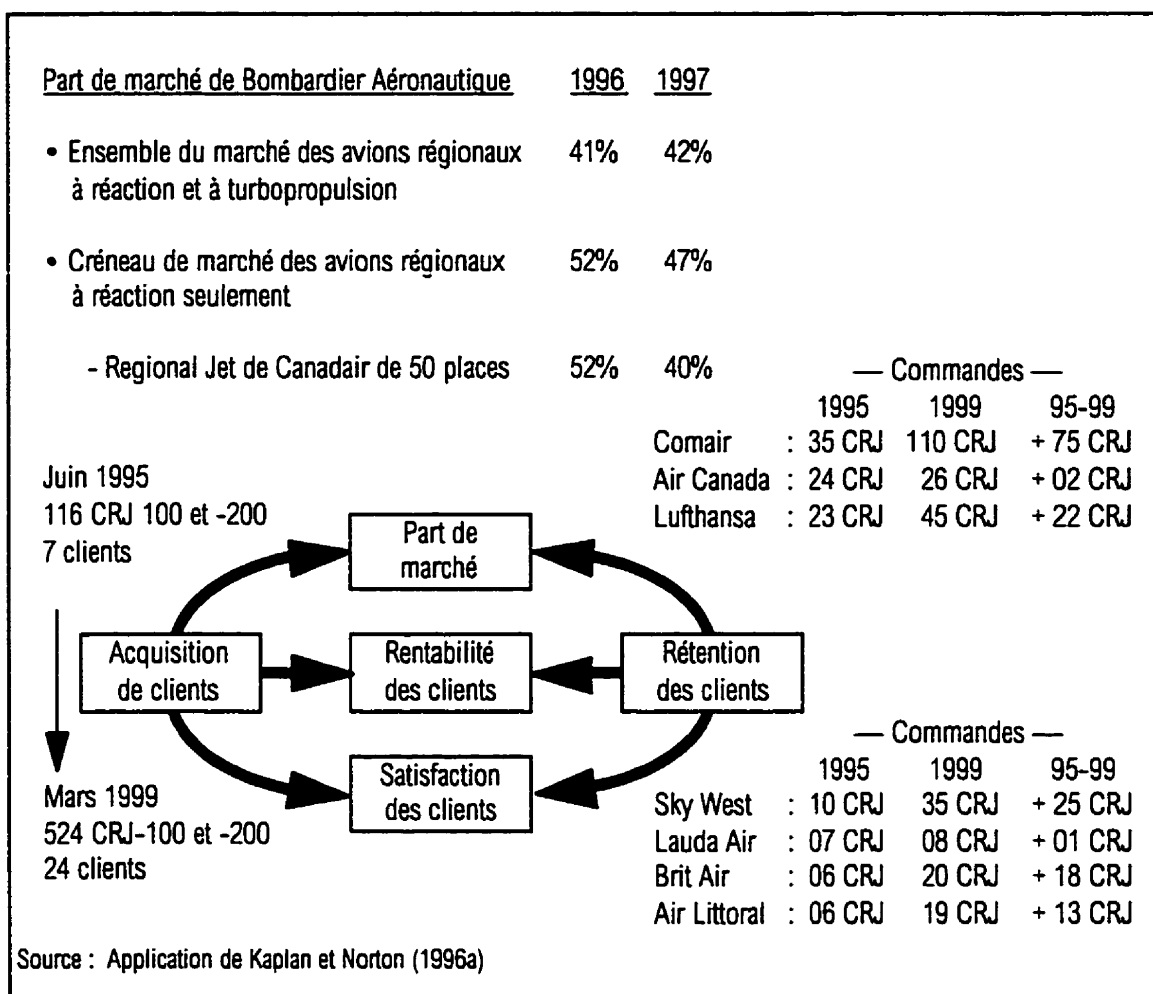 Part de marché de Bombardier Aéronautique 1996 1997
• Ensemble du marché des avions régionaux 41% 42%
à réaction et à turbopropulsion
• Créneau de marché des avions régionaux 52% 47%
à réaction seulement
- Regional Jet de Canadair de 50 places 52% 40%
— Commandes —
1995 1999 95-99
Comair : 35 CRJ 110 CRJ + 75 CRJ
Air Canada : 24 CRJ 26 CRJ + 02 CRJ
Lufthansa : 23 CRJ 45 CRJ + 22 CRJ
Juin 1995
116 CRJ 100 et -200
7 clients
Part de
marché
Acquisition
de clients
Rentabilité
des clients
Rétention
des clients
Satisfaction
des clients
Mars 1999
524 CRJ-100 et -200
24 clients
— Commandes —
1995 1999 95-99
Sky West : 10 CRJ 35 CRJ + 25 CRJ
Lauda Air : 07 CRJ 08 CRJ + 01 CRJ
Brit Air : 06 CRJ 20 CRJ + 18 CRJ
Air Littoral : 06 CRJ 19 CRJ + 13 CRJ
Source : Application de Kaplan et Norton (1996a)